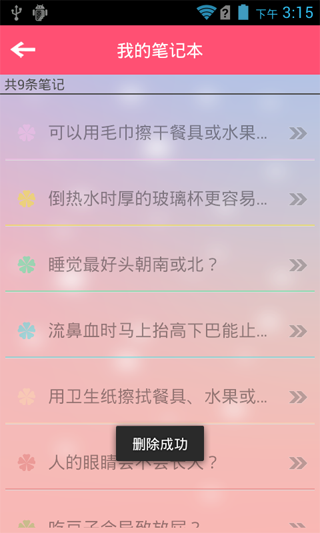 下午 3:15
我的笔记本
共9条笔记
可以用毛巾擦干餐具或水果...
倒热水时厚的玻璃杯更容易...
睡觉最好头朝南或北？
流鼻血时马上抬高下巴能止...
用卫生纸擦拭餐具、水果或...
删除成功
人的眼睛会不会长大？
吃豆子会导致放屁？